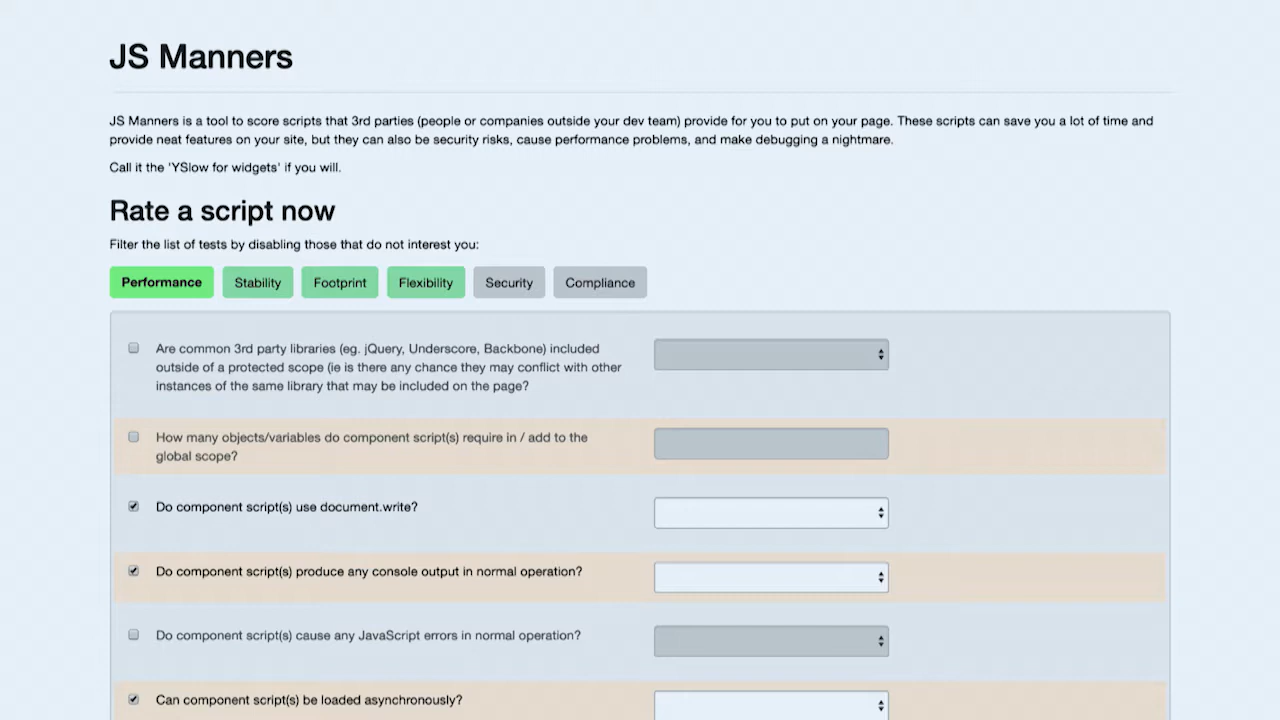 JS Manners
JS Manners is a tool to score scripts that 3rd parties (people or companies outside your dev team) provide for you to put on your page. These scripts can save you a lot of time and
provide neat features on your site, but they can also be security risks, cause performance problems, and make debugging a nightmare.
Call it the 'YSlow for widgets' if you will.
Rate a script now
Filter the list of tests by disabling those that do not interest you:
Performance Stability Footprint Flexibility Security Compliance
Are common 3rd party libraries (eg. jQuery, Underscore, Backbone) included
outside of a protected scope (ie is there any chance they may conflict with other
instances of the same library that may be included on the page?
How many objects/variables do component script(s) require in / add to the
global scope?
Do component script(s) use document.write?
Do component script(s) produce any console output in normal operation?
Do component script(s) cause any JavaScript errors in normal operation?
Can component script(s) be loaded asynchronously?